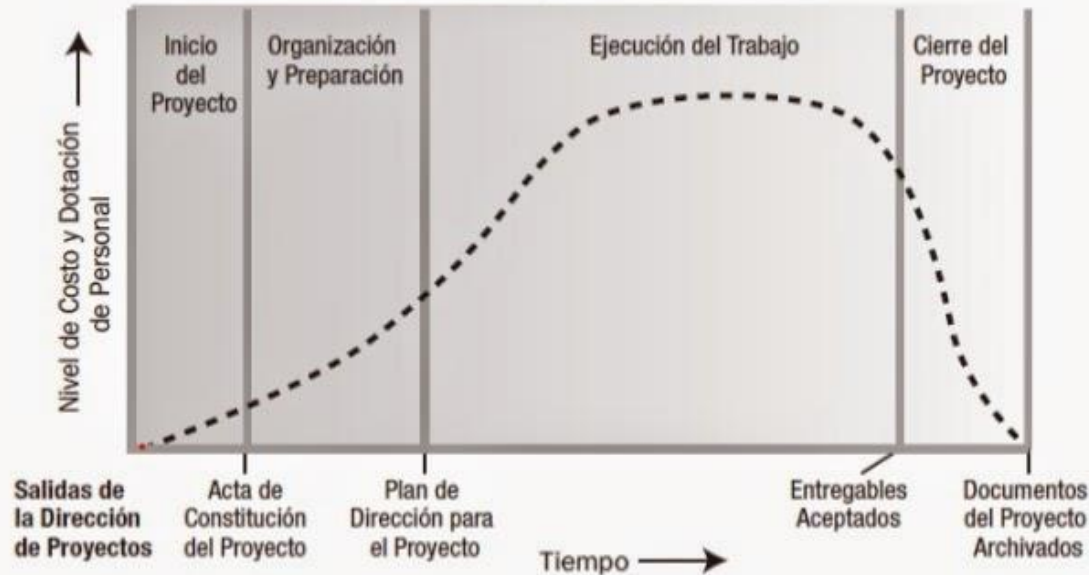 Inicio
del
Proyecto
Organización
y Preparación
Ejecución del Trabajo
Cierre del
Proyecto
Nivel de Costo y Dotación
de Personal
Salidas de
la Dirección
de Proyectos
Acta de
Constitución
del Proyecto
Plan de
Dirección para
el Proyecto
Entregables
Aceptados
Documentos
del Proyecto
Archivados
Tiempo